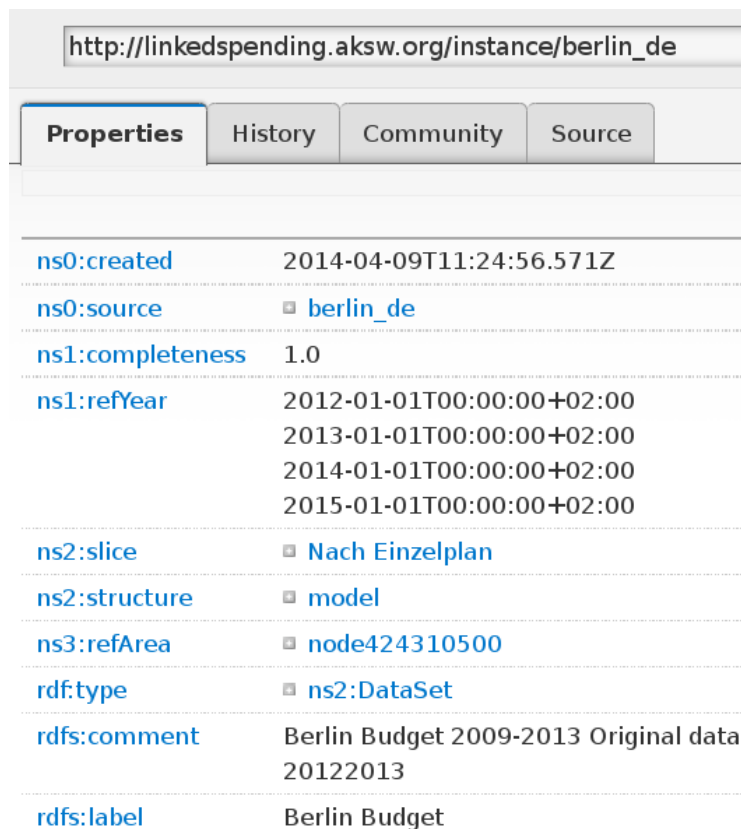 http://linkedspending.aksw.org/instance/berlin_de
Properties History Community Source
ns0:created 2014-04-09T11:24:56.571Z
ns0:source berlin_de
ns1:completeness 1.0
ns1:refYear 2012-01-01T00:00:00+02:00
2013-01-01T00:00:00+02:00
2014-01-01T00:00:00+02:00
2015-01-01T00:00:00+02:00
ns2:slice Nach Einzelplan
ns2:structure model
ns3:refArea node424310500
rdf:type ns2:DataSet
rdfs:comment Berlin Budget 2009-2013 Original data
20122013
rdfs:label Berlin Budget